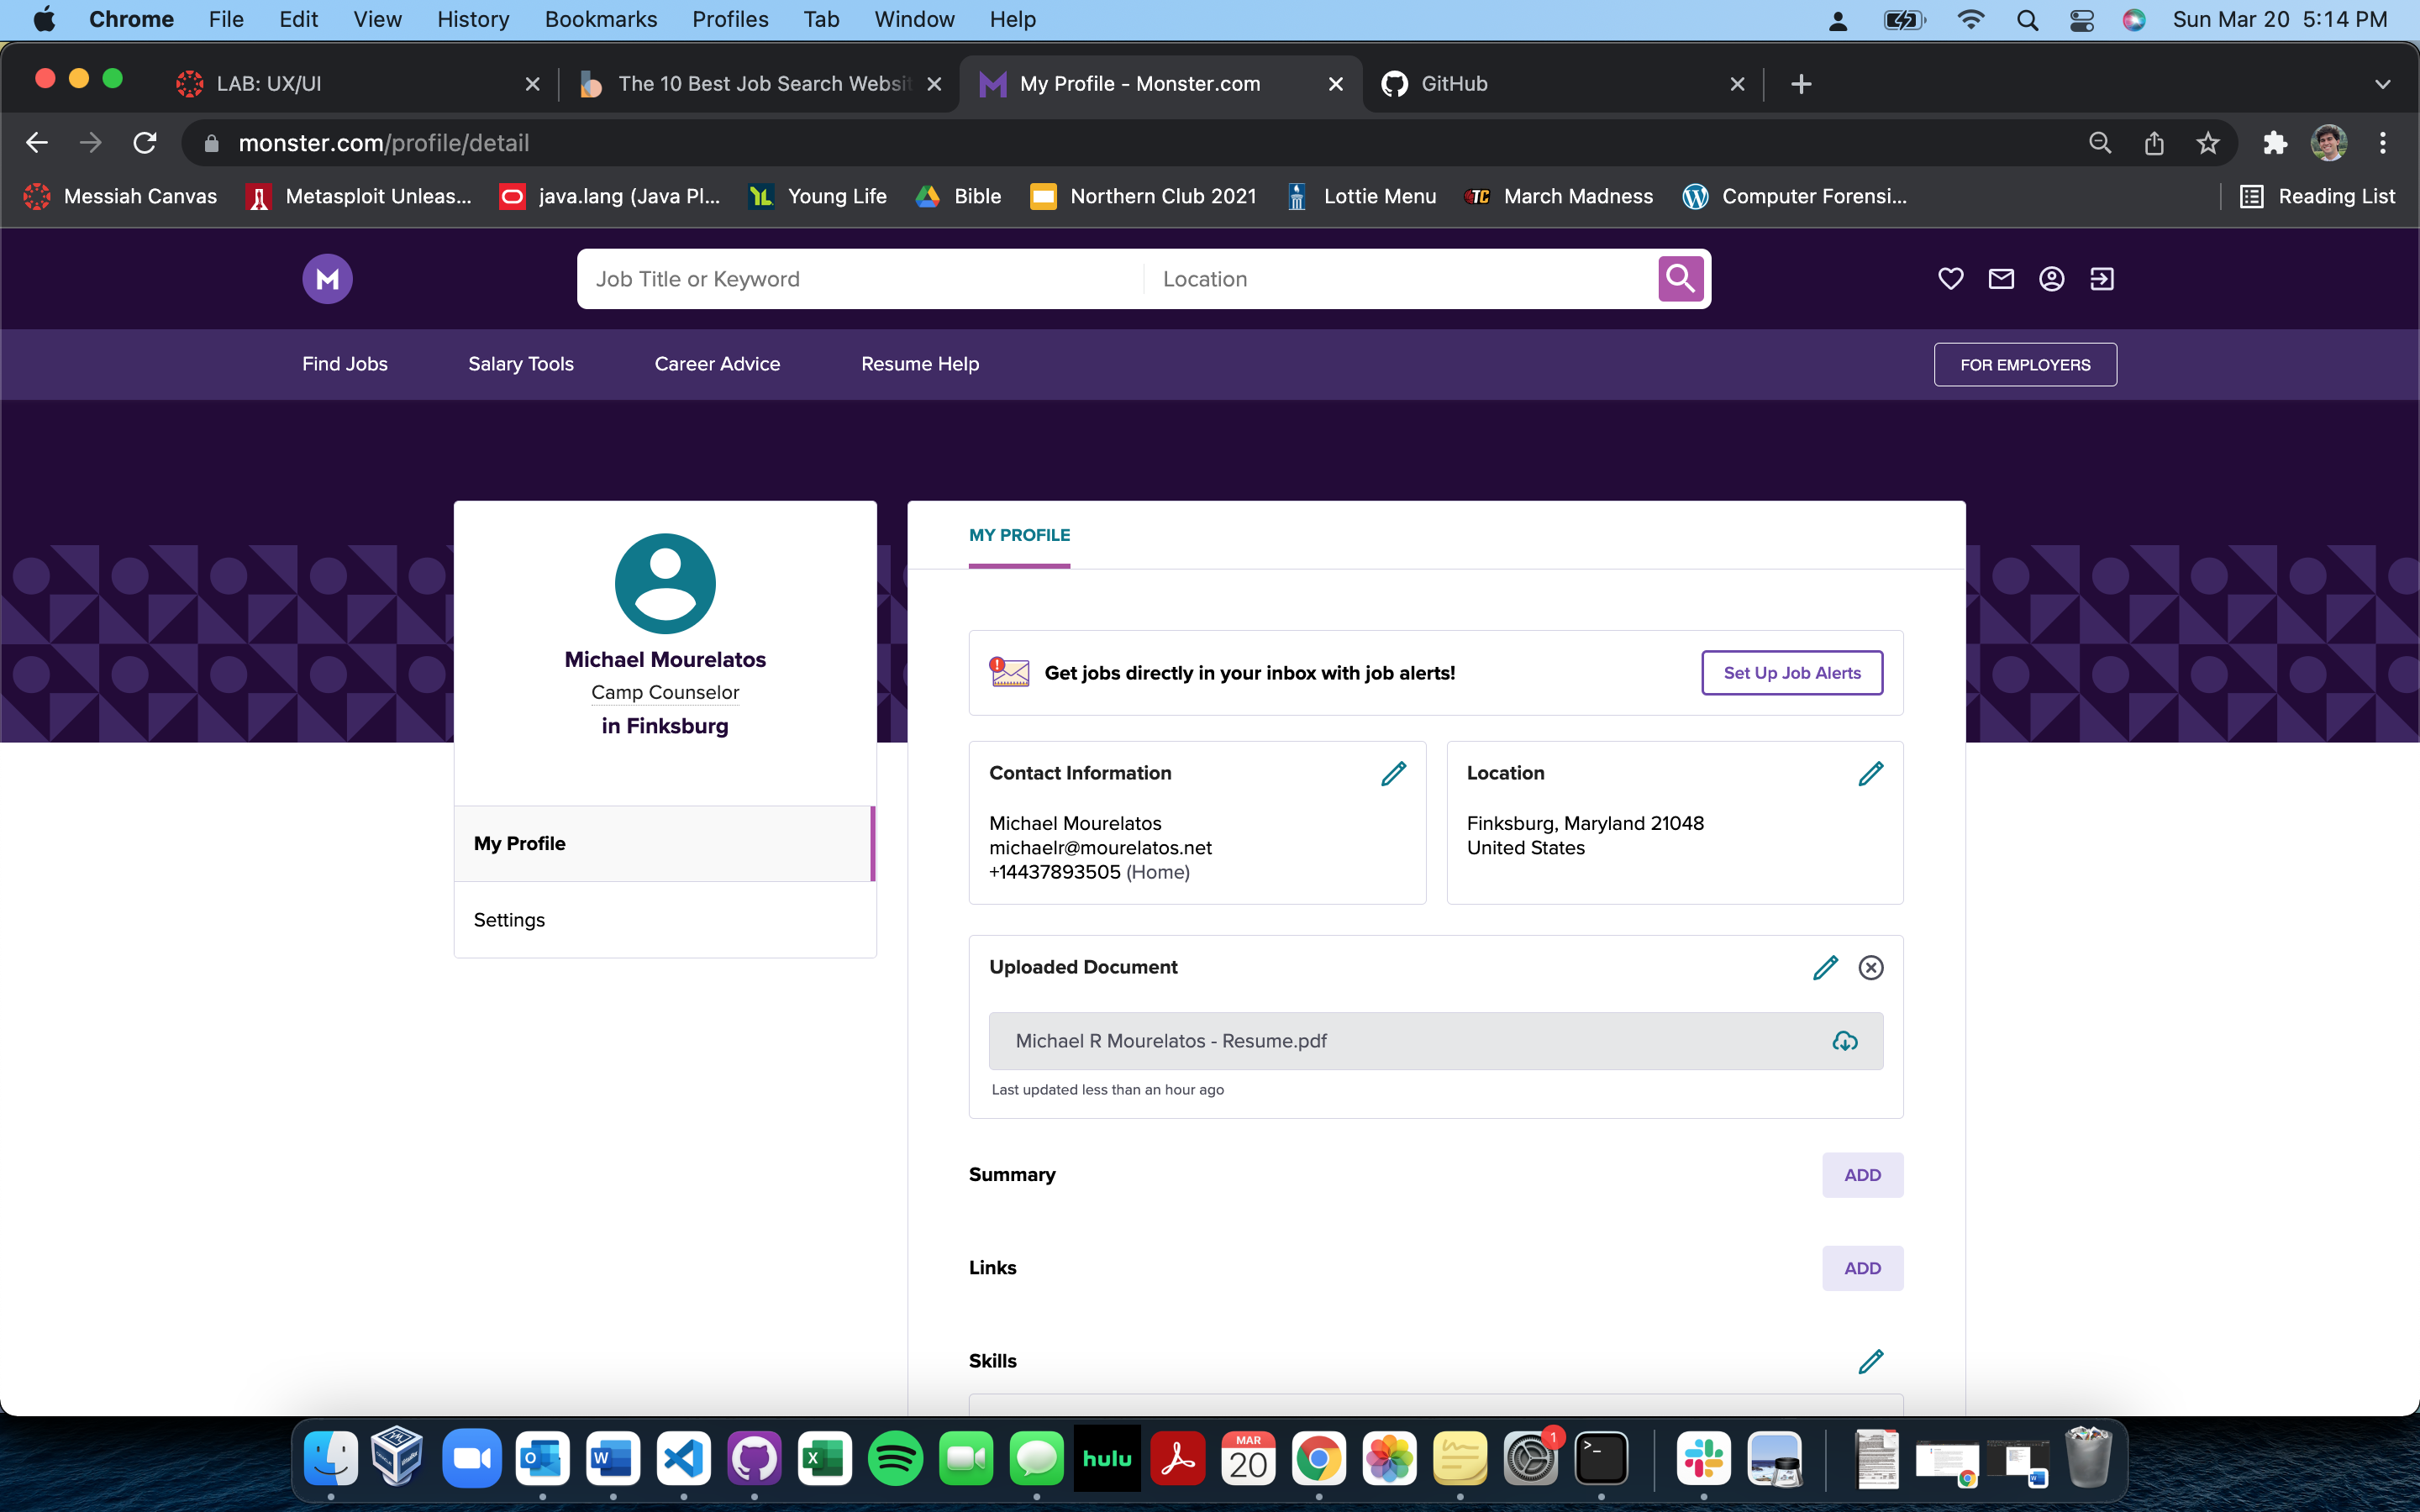 Chrome File Edit View History Bookmarks Profiles Tab Window Help Sun Mar 20 5:14 PM
LAB: UX/UI The 10 Best Job Search Websit My Profile - Monster.com GitHub
monster.com/profile/detail
Messiah Canvas Metasploit Unleas... java.lang (Java Pl... Young Life Bible Northern Club 2021 Lottie Menu March Madness Computer Forensi... Reading List
M Job Title or Keyword Location
Find Jobs Salary Tools Career Advice Resume Help FOR EMPLOYERS
Michael Mourelatos
Camp Counselor
in Finksburg
My Profile
Settings
MY PROFILE
Get jobs directly in your inbox with job alerts! Set Up Job Alerts
Contact Information
Michael Mourelatos
michaelr@mourelatos.net
+14437893505 (Home)
Location
Finksburg, Maryland 21048
United States
Uploaded Document
Michael R Mourelatos - Resume.pdf
Last updated less than an hour ago
Summary ADD
Links ADD
Skills
hulu MAR 20 1